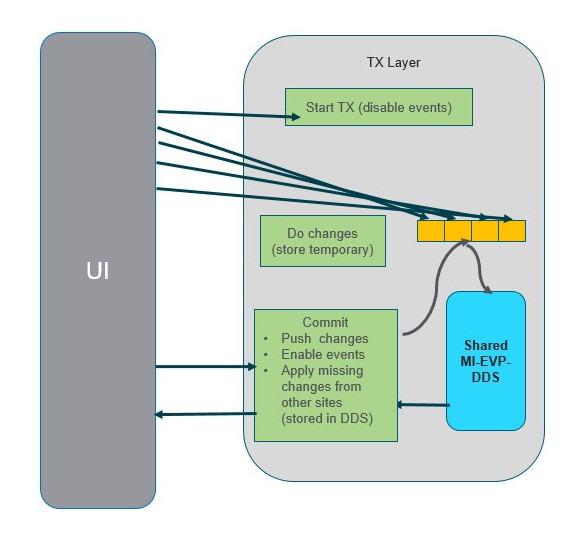 TX Layer
Start TX (disable events)
UI
Do changes
(store temporary)
Commit
• Push changes
• Enable events
• Apply missing
changes from
other sites
(stored in DDS)
Shared
MI-EVP-
DDS